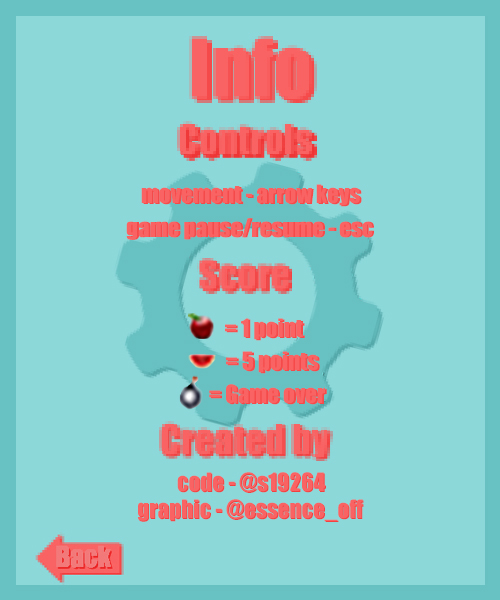 Info
Controls
movement - arrow keys
game pause/resume - esc
Score
= 1 point
= 5 points
= Game over
Created by
code - @s19264
graphic - @essence_off
Back